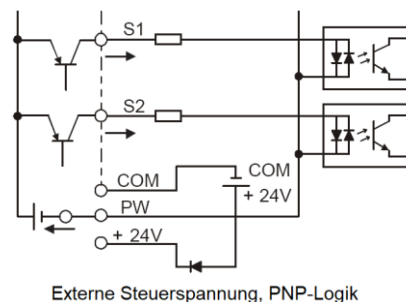 S1
S2
COM
COM
+ 24V
PW
+ 24V
Externe Steuerspannung, PNP-Logik